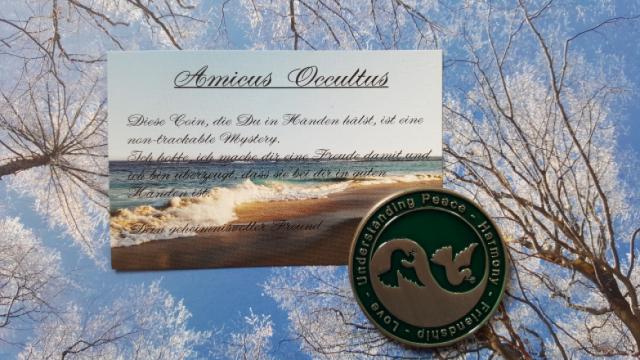 Amicus Occultus
Diese Coin, die Du in Händen hälst, ist eine
non-trackable Mystery.
Ich hoffe, ich mache dir eine Freude damit und
ich bin überzeugt, dass sie bei dir in guten
Händen ist.
Dein geheimnisvoller Freund
Understanding Peace - Harmony - Friendship - Love -